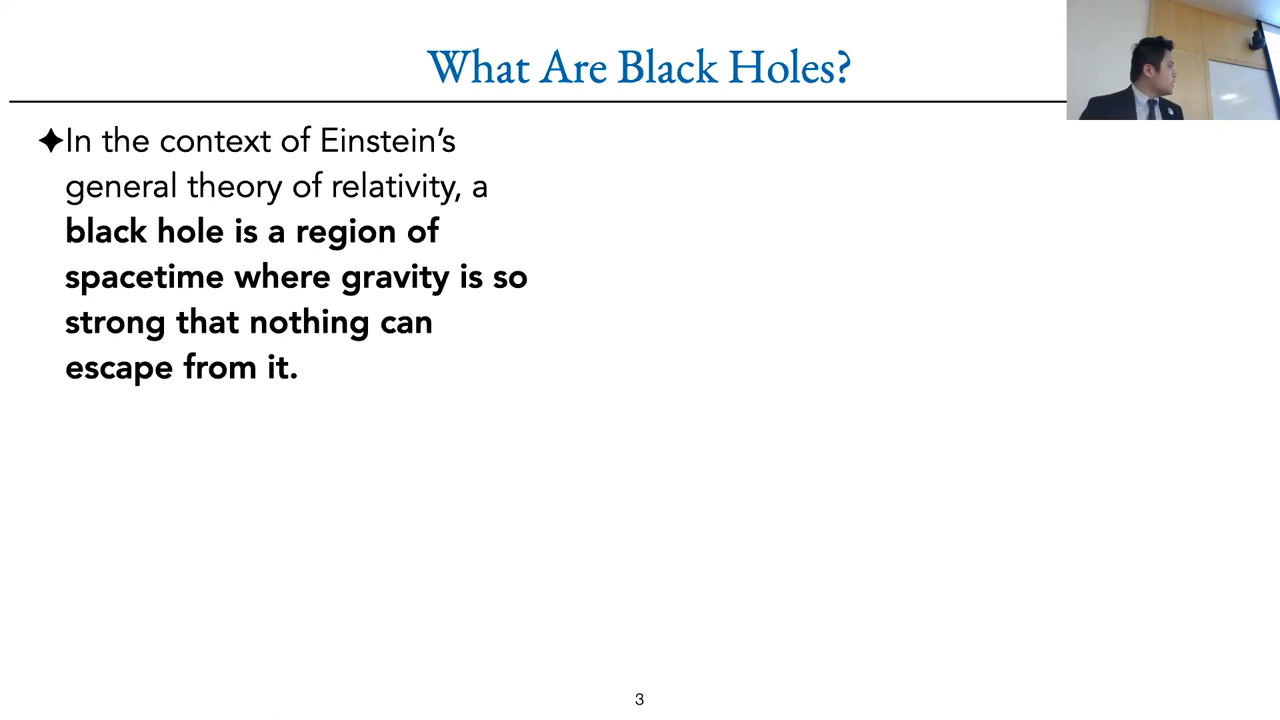 What Are Black Holes?
✦In the context of Einstein’s
general theory of relativity, a
black hole is a region of
spacetime where gravity is so
strong that nothing can
escape from it.
3